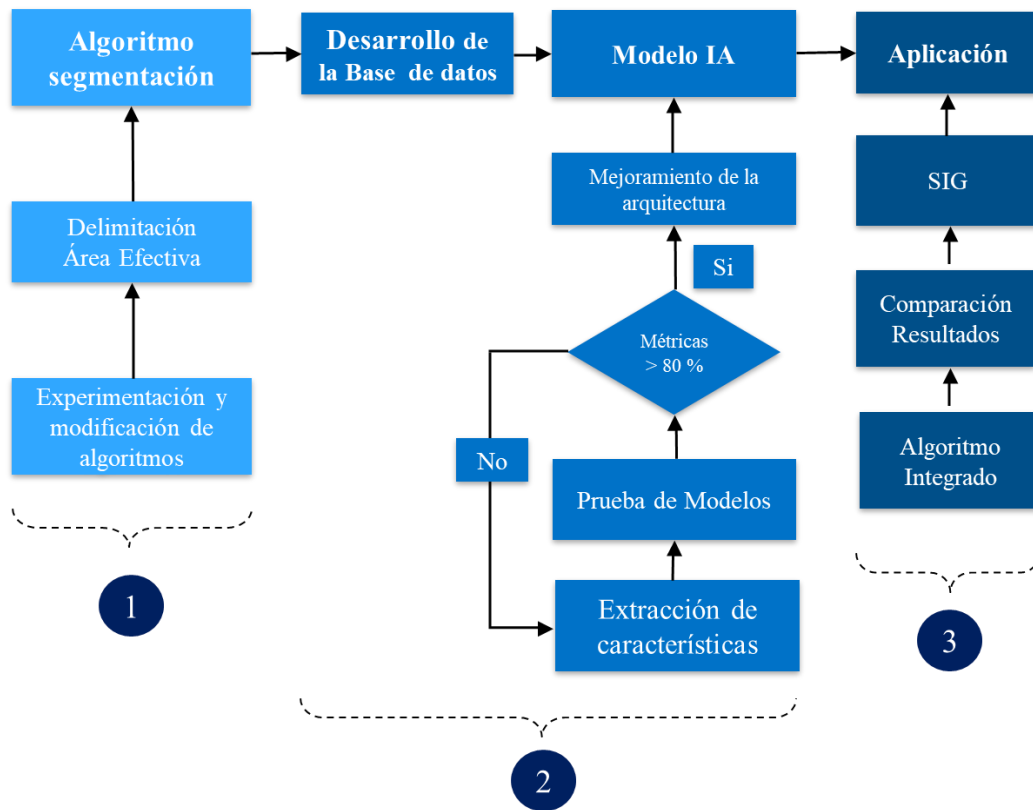 Algoritmo
segmentación
Desarrollo de
la Base de datos
Modelo IA
Aplicación
Delimitación
Área Efectiva
Experimentación y
modificación de
algoritmos
1
Mejoramiento de la
arquitectura
Si
Métricas
> 80 %
No
Prueba de Modelos
Extracción de
características
2
SIG
Comparación
Resultados
Algoritmo
Integrado
3